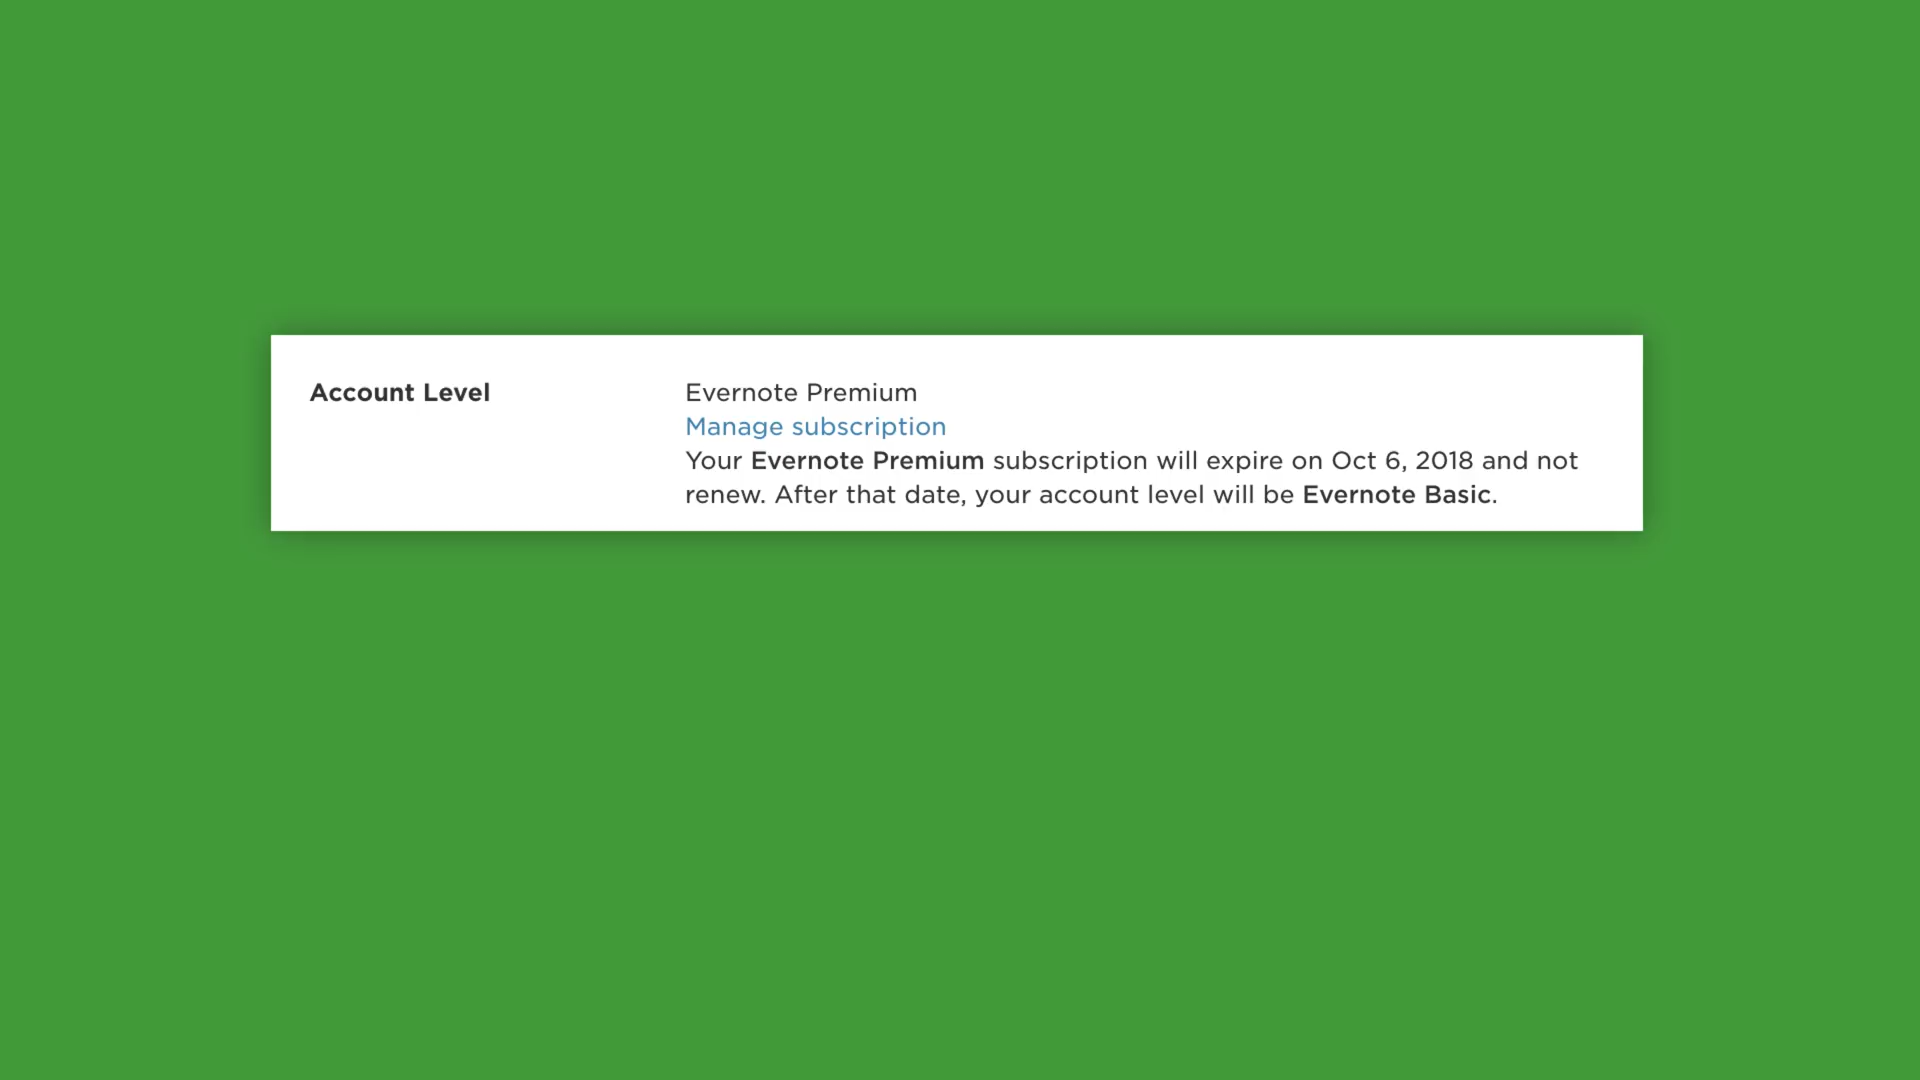 Account Level
Evernote Premium
Manage subscription
Your Evernote Premium subscription will expire on Oct 6, 2018 and not
renew. After that date, your account level will be Evernote Basic.